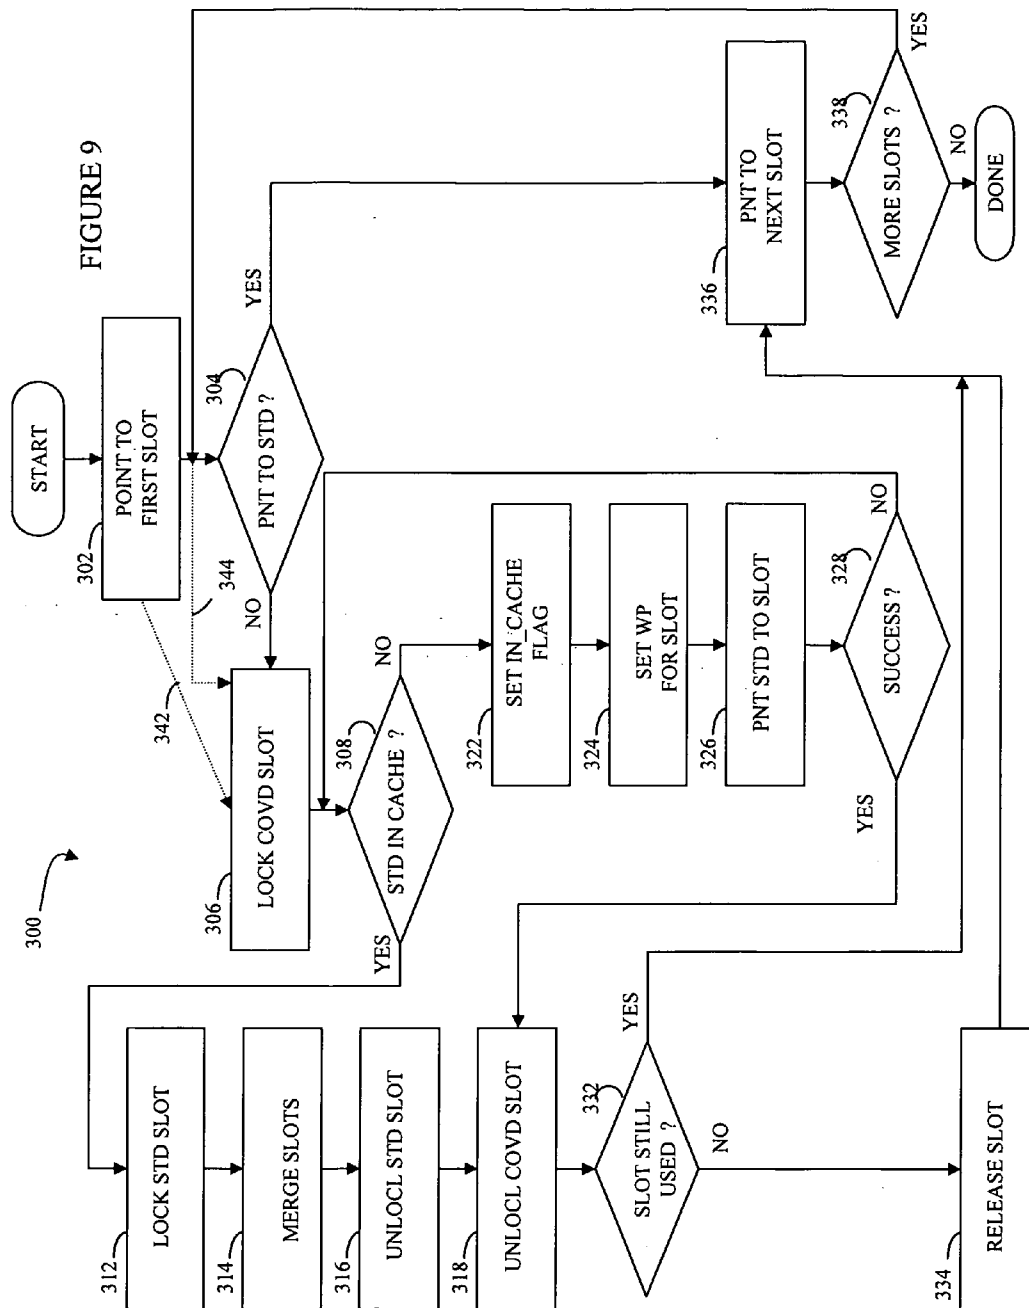 FIGURE 9
300
START
302
POINT TO
FIRST SLOT
342
344
304
PNT TO STD ?
YES
NO
306
LOCK COVD SLOT
308
STD IN CACHE ?
YES
NO
312
LOCK STD SLOT
314
MERGE SLOTS
316
UNLOCL STD SLOT
318
UNLOCL COVD SLOT
322
SET IN_CACHE
FLAG
324
SET WP
FOR SLOT
326
PNT STD TO SLOT
328
SUCCESS ?
YES
NO
332
SLOT STILL
USED ?
YES
NO
334
RELEASE SLOT
336
PNT TO
NEXT SLOT
338
MORE SLOTS ?
YES
NO
DONE